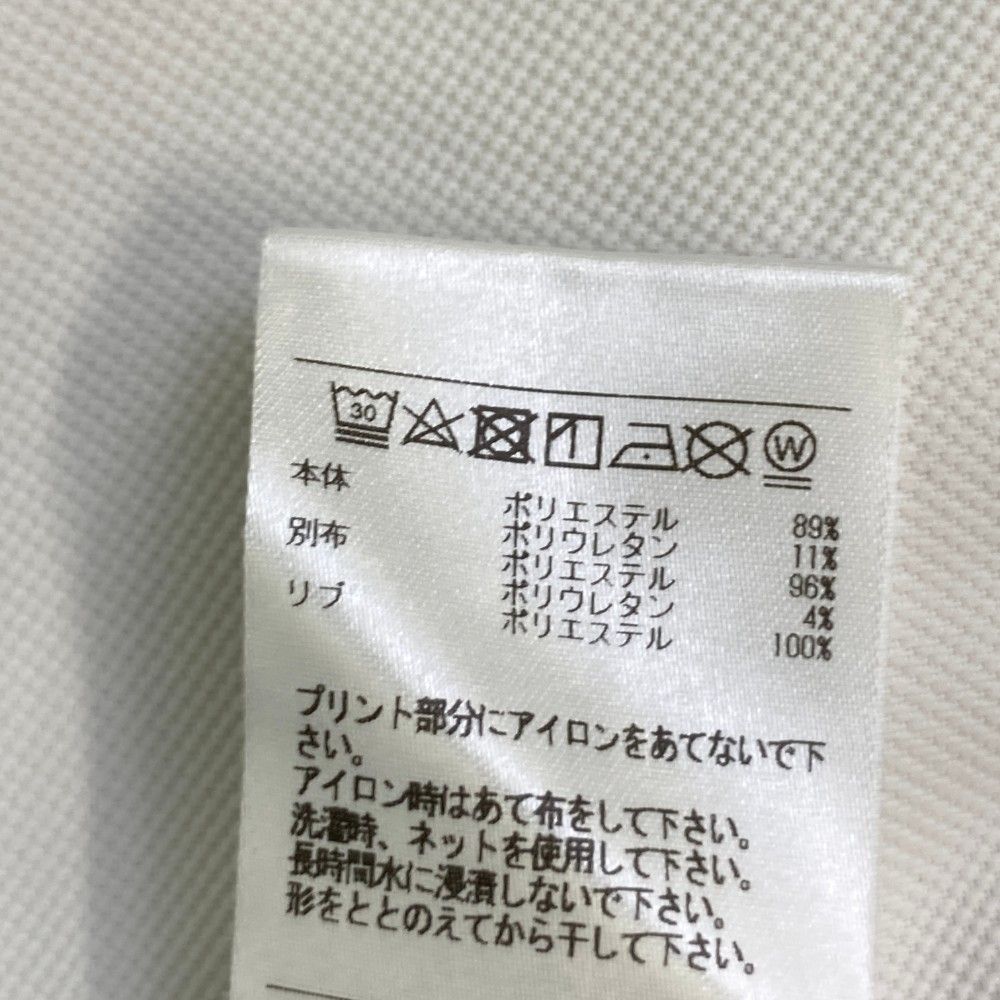 30 W
本体 ポリエステル 89%
ポリウレタン 11%
別布 ポリエステル 96%
ポリウレタン 4%
リブ ポリエステル 100%
プリント部分にアイロンをあてないで下
さい。
アイロン時はあて布をして下さい。
洗濯時、ネットを使用して下さい。
長時間水に浸漬しないで下さい。
形をととのえてから干して下さい。